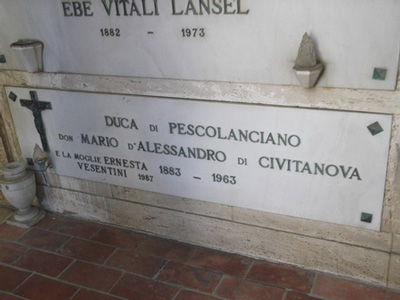 EBE VITALI LANSEL
1882 - 1973
DUCA DI PESCOLANCIANO
DON MARIO D'ALESSANDRO DI CIVITANOVA
E LA MOGLIE ERNESTA 1883 - 1963
VESENTINI 1987